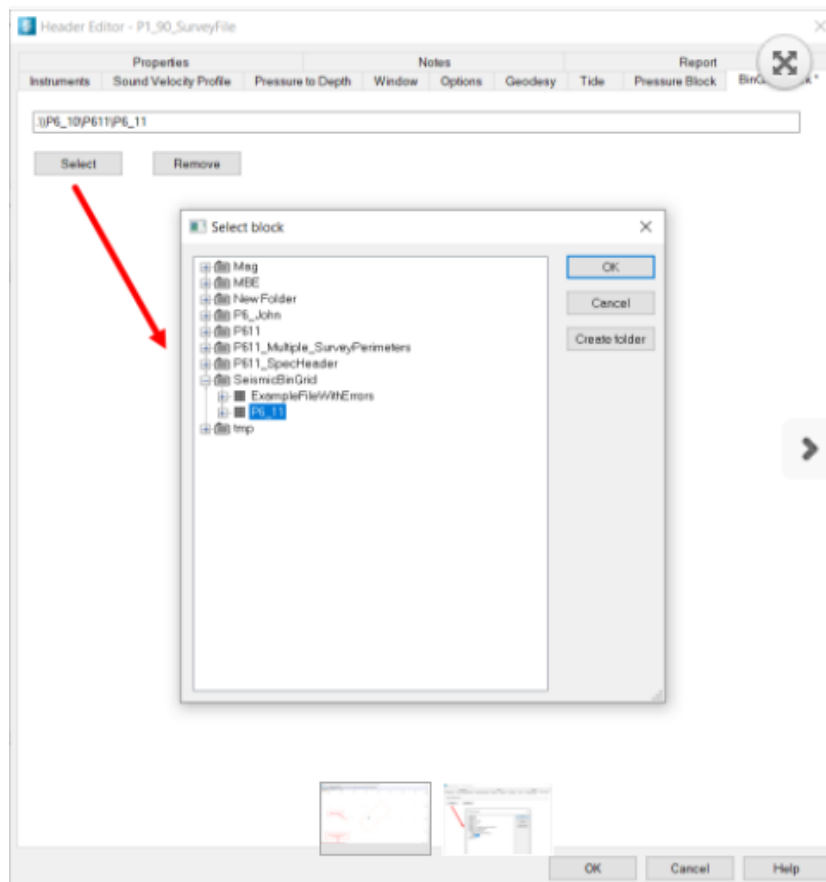 Header Editor - P1_90_SurveyFile
Properties Notes Report
Instruments Sound Velocity Profile Pressure to Depth Window Options Geodesy Tide Pressure Block
.\\P6_10\P611\P6_11
Select Remove
Select block
Mag
MBE
New Folder
P6_John
P611
P611_Multiple_SurveyPerimeters
P611_SpecHeader
SeismicBinGrid
ExampleFileWithErrors
P6_11
tmp
OK
Cancel
Create folder
OK Cancel Help